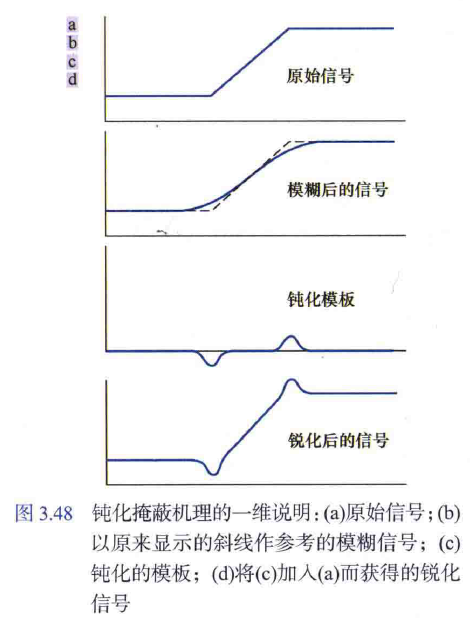 a
b
c
d
原始信号
模糊后的信号
钝化模板
锐化后的信号
图 3.48 钝化掩蔽机理的一维说明：(a)原始信号；(b)
以原来显示的斜线作参考的模糊信号；(c)
钝化的模板；(d)将(c)加入(a)而获得的锐化
信号